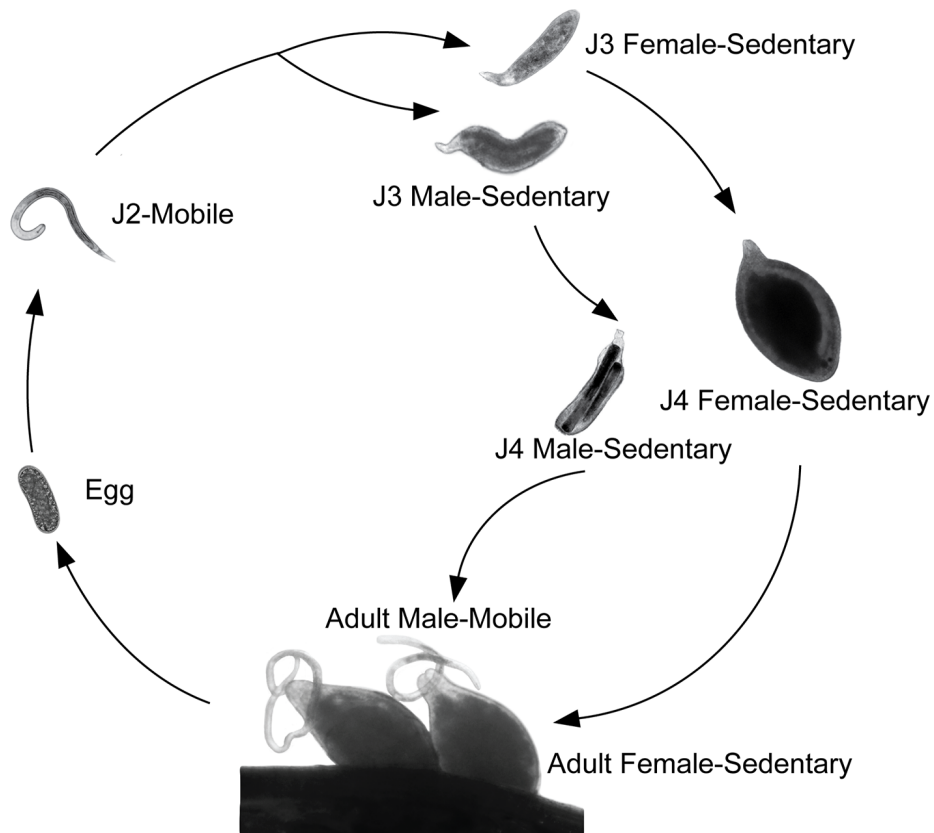 J3 Female-Sedentary
J3 Male-Sedentary
J2-Mobile
J4 Female-Sedentary
J4 Male-Sedentary
Egg
Adult Male-Mobile
Adult Female-Sedentary